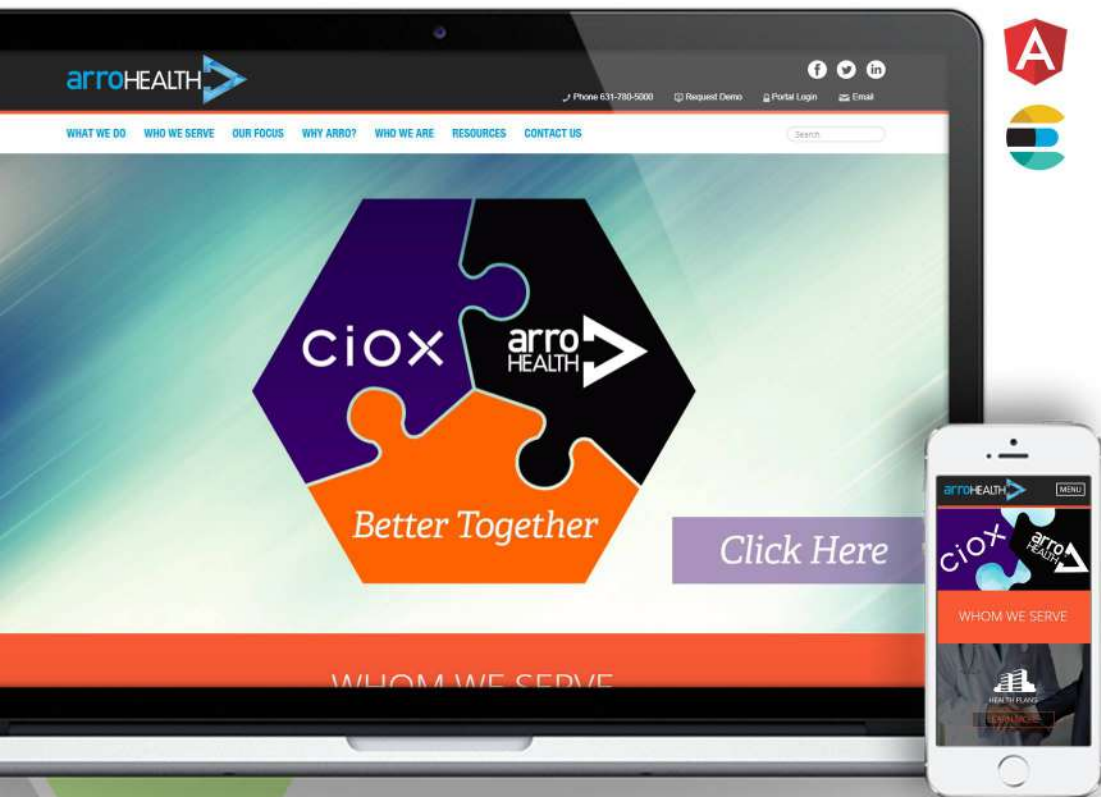 arroHEALTH
Phone 631-780-5000 Request Demo Portal Login Email
WHAT WE DO WHO WE SERVE OUR FOCUS WHY ARRO? WHO WE ARE RESOURCES CONTACT US Search
ciox
arro
HEALTH
Better Together
Click Here
WHOM WE SERVE
arroHEALTH MENU
ciox
arro
HEALTH
WHOM WE SERVE
HEALTH PLANS
LEARN MORE